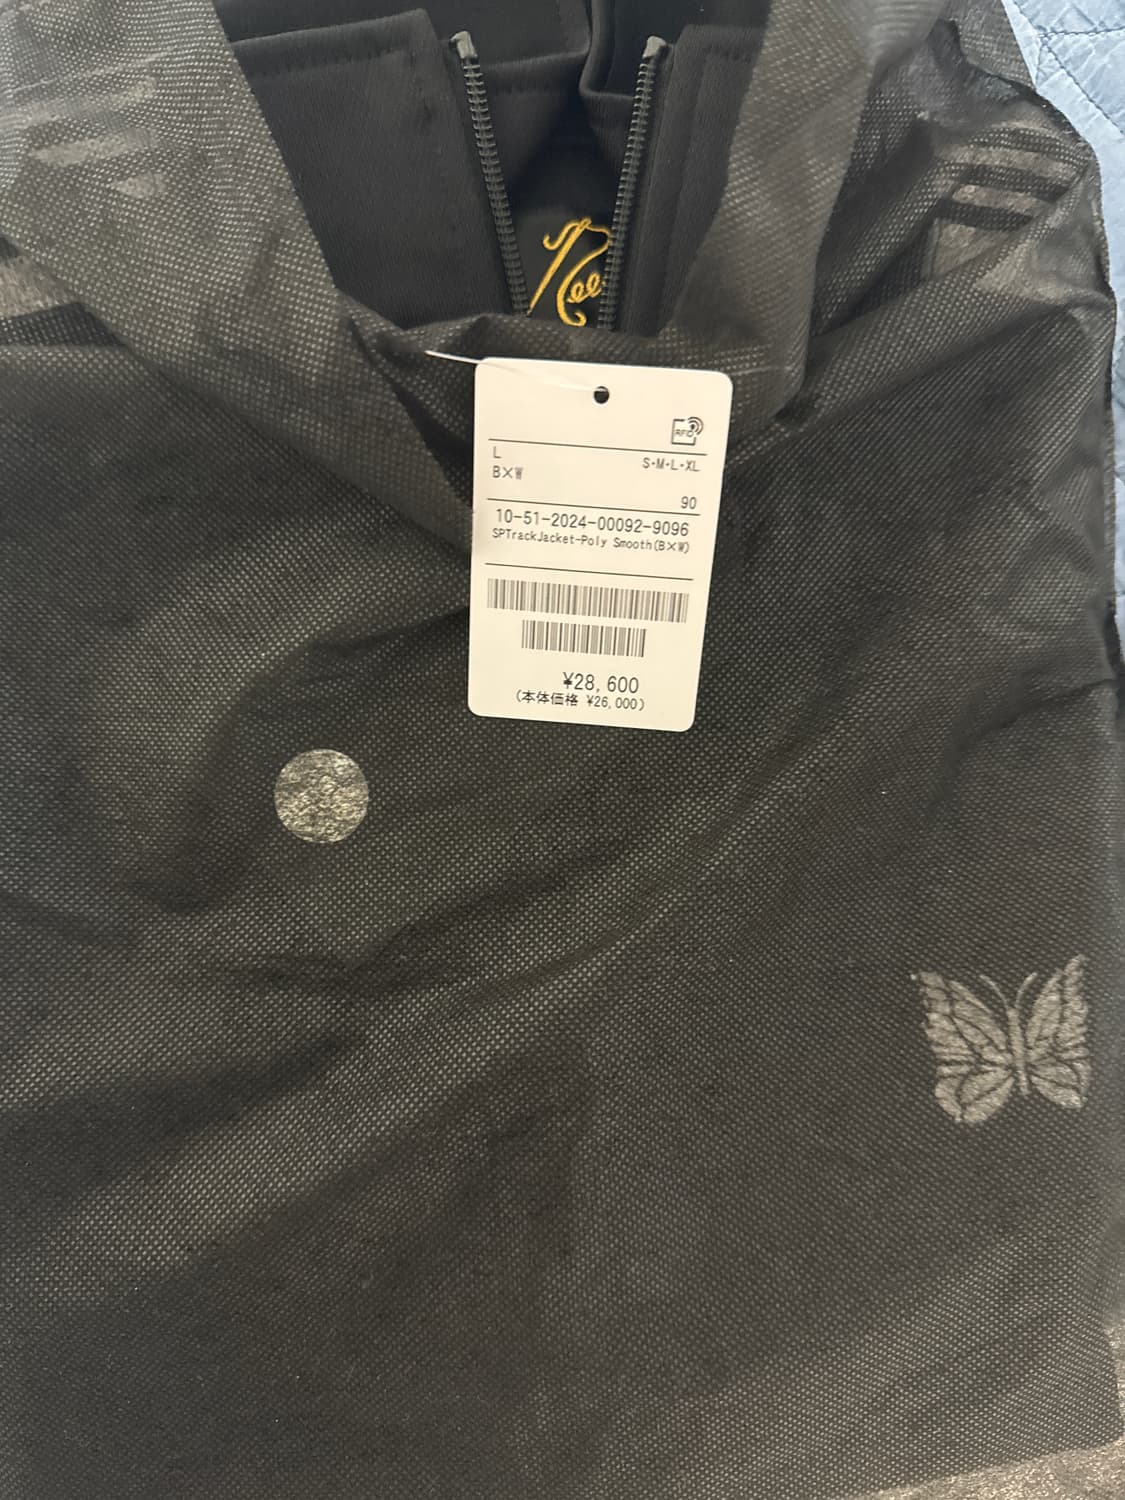 RFID
L
S・M・L・XL
B×W
90
10-51-2024-00092-9096
SPTrackJacket-Poly Smooth(B×W)
¥28,600
(本体価格 ¥26,000)